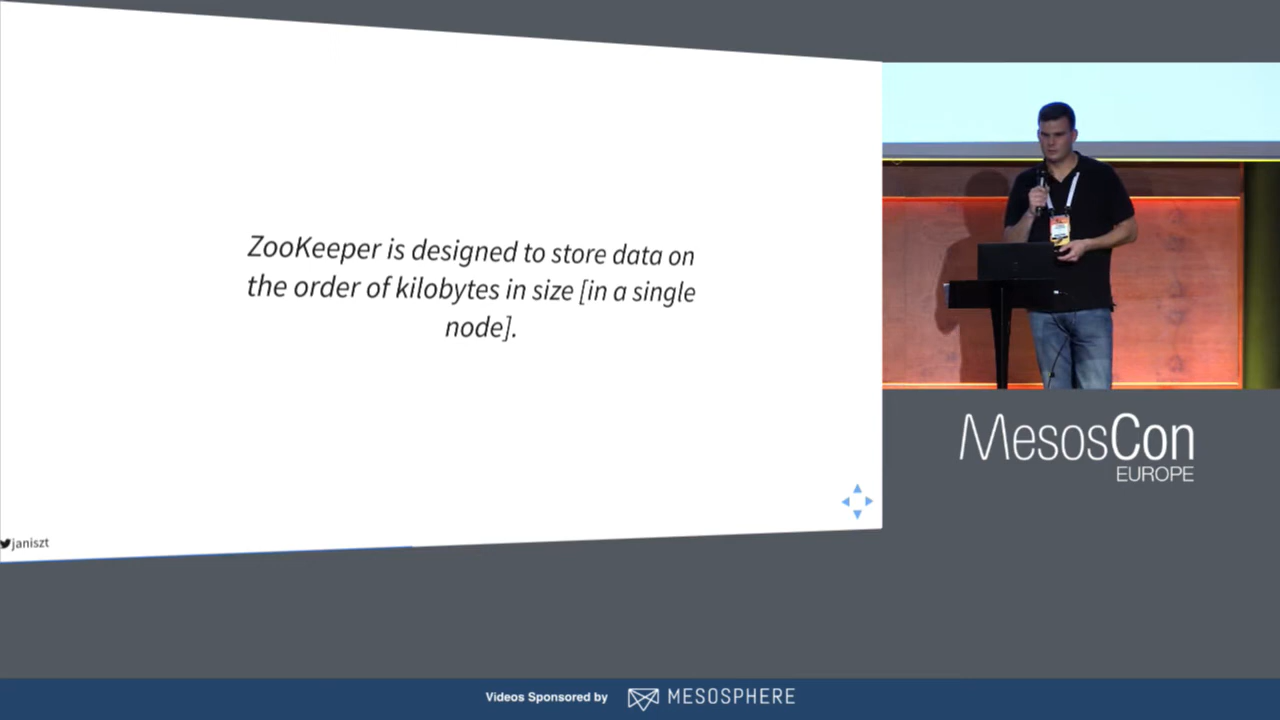 ZooKeeper is designed to store data on
the order of kilobytes in size [in a single
node].
janiszt
MesosCon
EUROPE
Videos Sponsored by MESOSPHERE